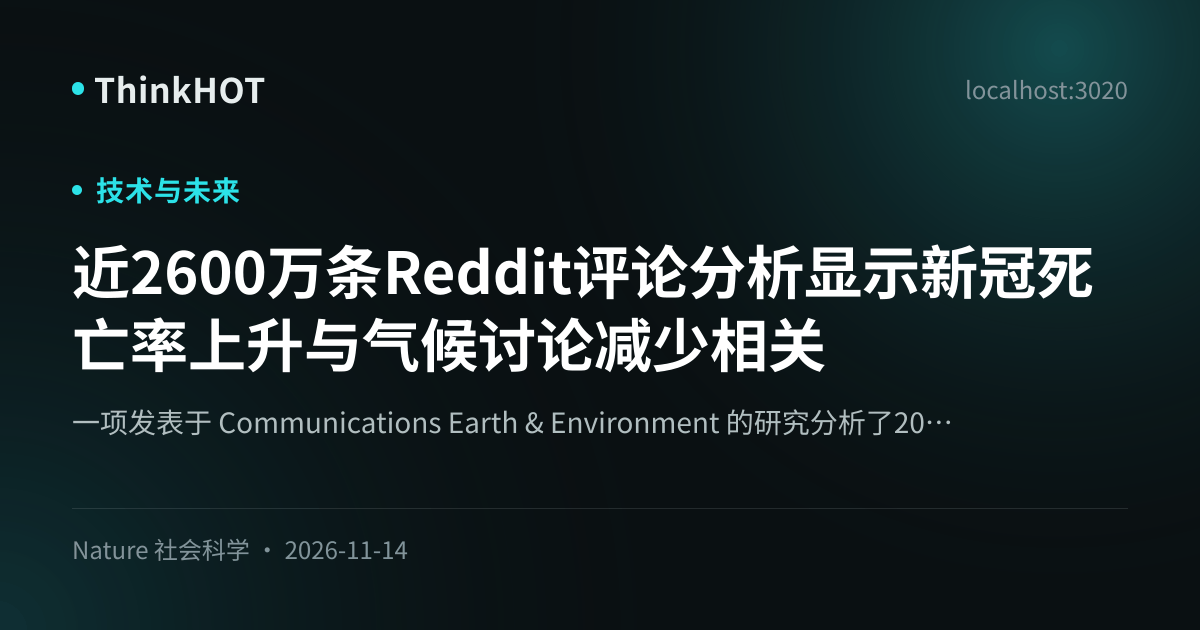 ThinkHOT
localhost:3020
技术与未来
近2600万条Reddit评论分析显示新冠死
亡率上升与气候讨论减少相关
一项发表于 Communications Earth & Environment 的研究分析了20…
Nature 社会科学 · 2026-11-14